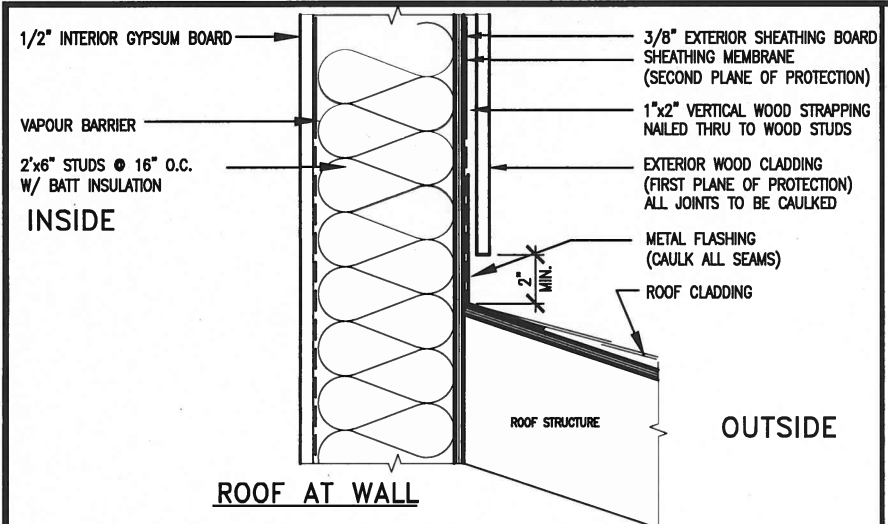 1/2" INTERIOR GYPSUM BOARD
VAPOUR BARRIER
2'x6" STUDS @ 16" O.C.
W/ BATT INSULATION
INSIDE
3/8" EXTERIOR SHEATHING BOARD
SHEATHING MEMBRANE
(SECOND PLANE OF PROTECTION)
1"x2" VERTICAL WOOD STRAPPING
NAILED THRU TO WOOD STUDS
EXTERIOR WOOD CLADDING
(FIRST PLANE OF PROTECTION)
ALL JOINTS TO BE CAULKED
METAL FLASHING
(CAULK ALL SEAMS)
2"
MIN.
ROOF CLADDING
ROOF STRUCTURE
OUTSIDE
ROOF AT WALL